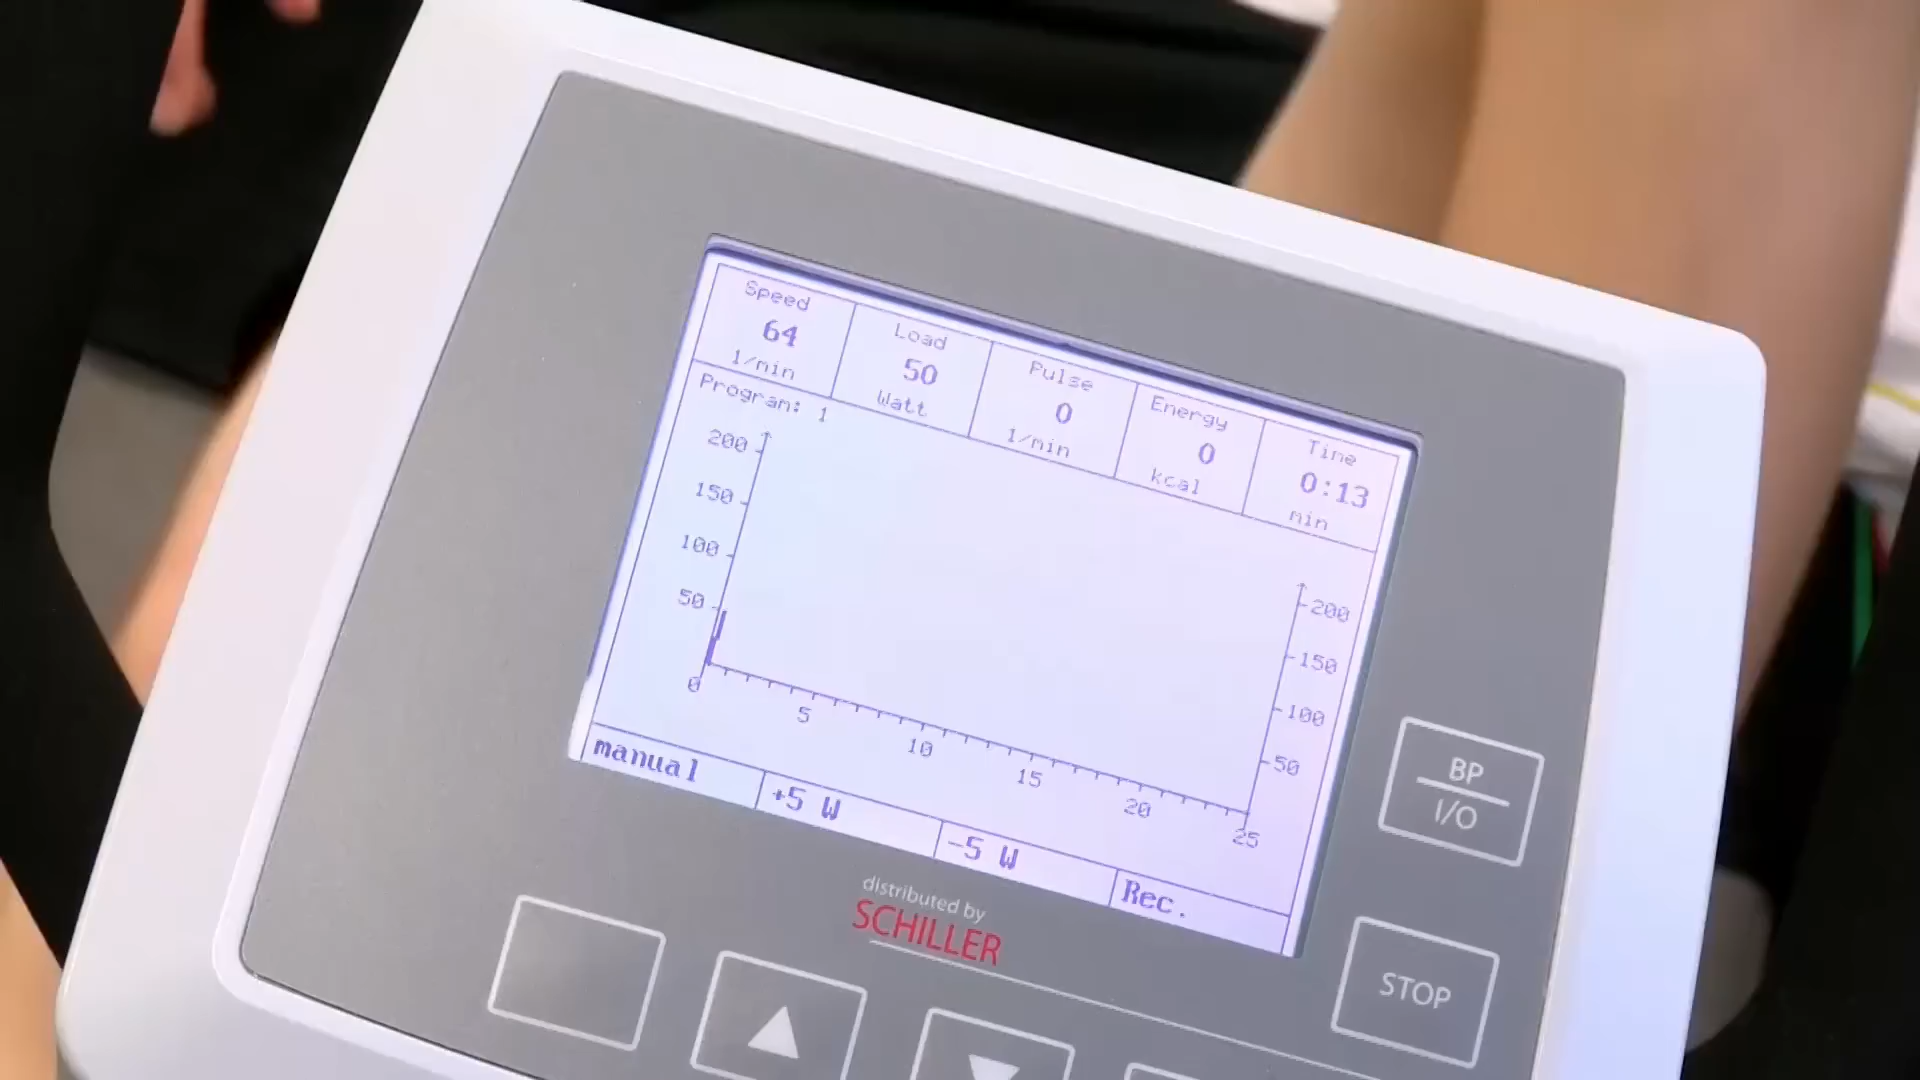 Speed Load Pulse Energy Time
64 50 0 0 0:13
1/min Watt 1/min kcal min
Program: 1
200
150
100
50
0 5 10 15 20 25
200
150
100
50
manual +5 W -5 W Rec.
distributed by
SCHILLER
BP
I/O
STOP